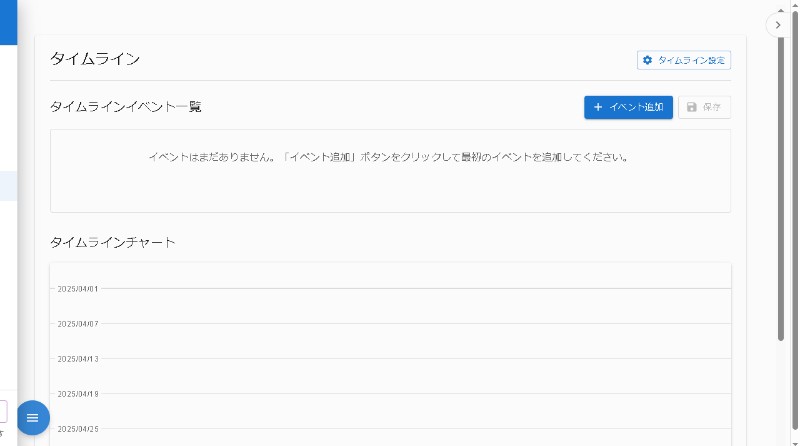 タイムライン
タイムライン設定
タイムラインイベント一覧
イベント追加
保存
イベントはまだありません。「イベント追加」ボタンをクリックして最初のイベントを追加してください。
タイムラインチャート
2025/04/01
2025/04/07
2025/04/13
2025/04/19
2025/04/25
す